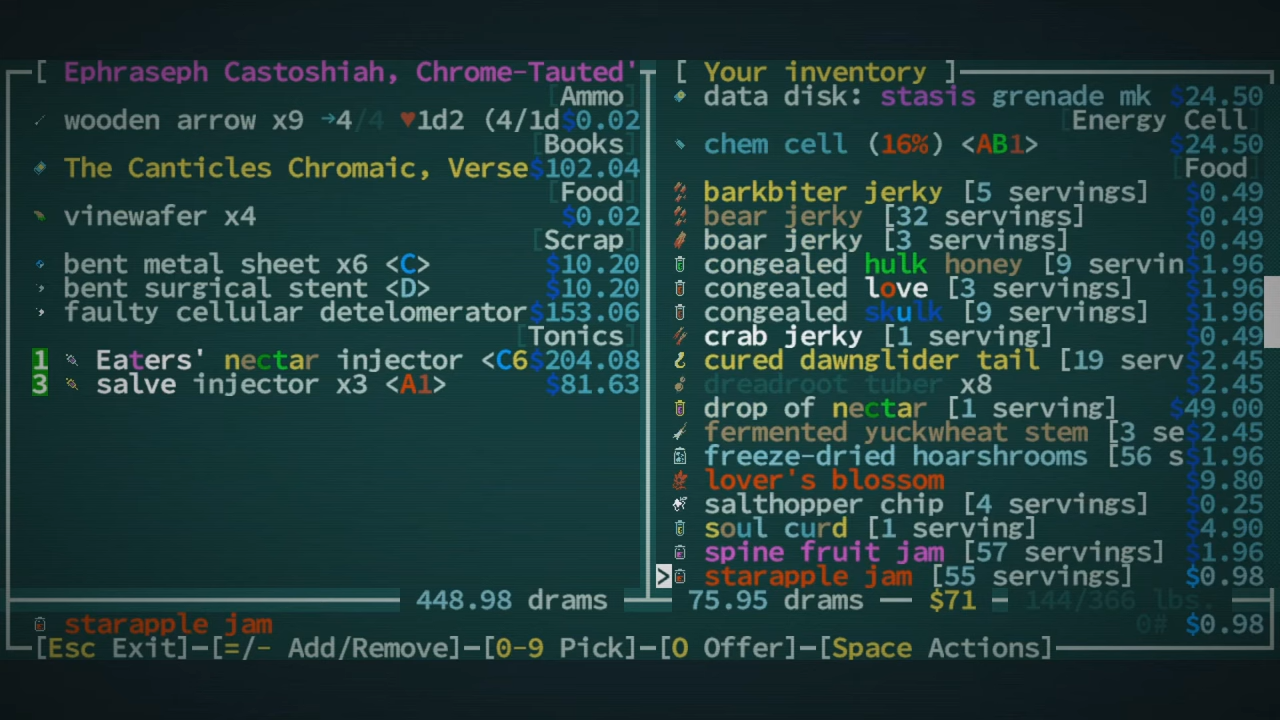 [ Ephraseph Castoshiah, Chrome-Tauted'
[Ammo]
wooden arrow x9 →4/4 ♥1d2 (4/1d $0.02
[Books]
The Canticles Chromaic, Verse $102.04
[Food]
vinewafer x4 $0.02
[Scrap]
bent metal sheet x6 <C> $10.20
bent surgical stent <D> $10.20
faulty cellular detelomerator $153.06
[Tonics]
1 Eaters' nectar injector <C6 $204.08
3 salve injector x3 <A1> $81.63
448.98 drams
[ Your inventory ]
data disk: stasis grenade mk $24.50
[Energy Cell]
chem cell (16%) <AB1> $24.50
[Food]
barkbiter jerky [5 servings] $0.49
bear jerky [32 servings] $0.49
boar jerky [3 servings] $0.49
congealed hulk honey [9 servin $1.96
congealed love [3 servings] $1.96
congealed skulk [9 servings] $1.96
crab jerky [1 serving] $0.49
cured dawnglider tail [19 serv $2.45
dreadroot tuber x8 $2.45
drop of nectar [1 serving] $49.00
fermented yuckwheat stem [3 se $2.45
freeze-dried hoarshrooms [56 s $1.96
lover's blossom $9.80
salthopper chip [4 servings] $0.25
soul curd [1 serving] $4.90
spine fruit jam [57 servings] $1.96
> starapple jam [55 servings] $0.98
75.95 drams — $71 — 144/366 lbs.
starapple jam 0# $0.98
[Esc Exit]—[=/- Add/Remove]—[0-9 Pick]—[O Offer]—[Space Actions]